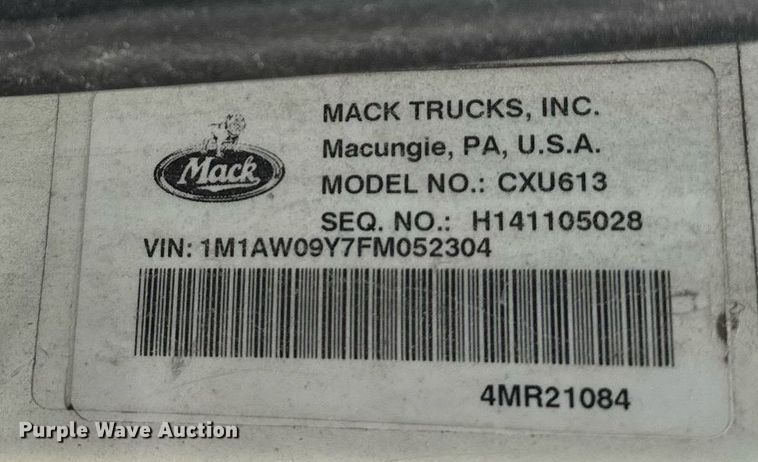 MACK TRUCKS, INC.
Macungie, PA, U.S.A.
Mack
MODEL NO.: CXU613
SEQ. NO.: H141105028
VIN: 1M1AW09Y7FM052304
4MR21084
Purple Wave Auction